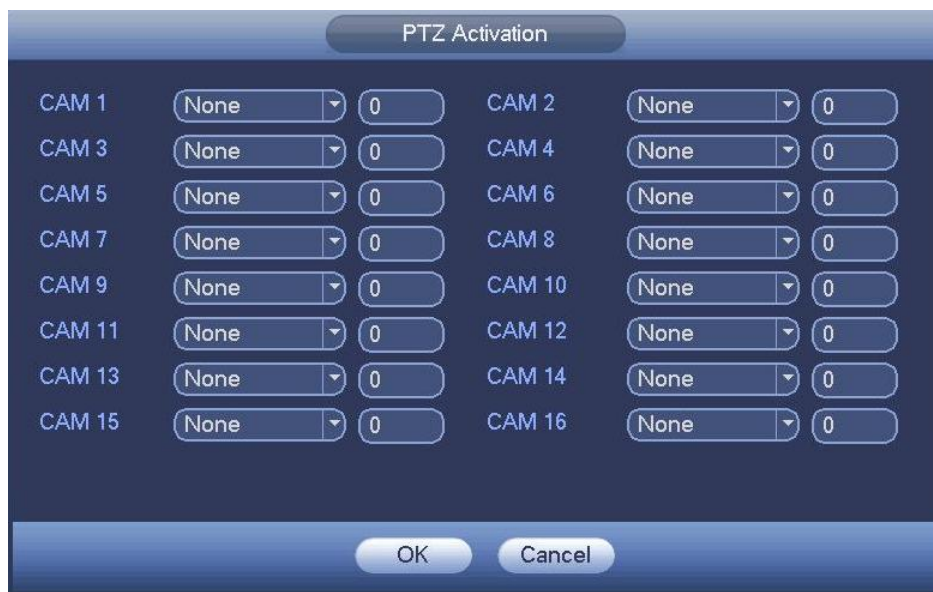 PTZ Activation
CAM 1 None 0 CAM 2 None 0
CAM 3 None 0 CAM 4 None 0
CAM 5 None 0 CAM 6 None 0
CAM 7 None 0 CAM 8 None 0
CAM 9 None 0 CAM 10 None 0
CAM 11 None 0 CAM 12 None 0
CAM 13 None 0 CAM 14 None 0
CAM 15 None 0 CAM 16 None 0
OK Cancel